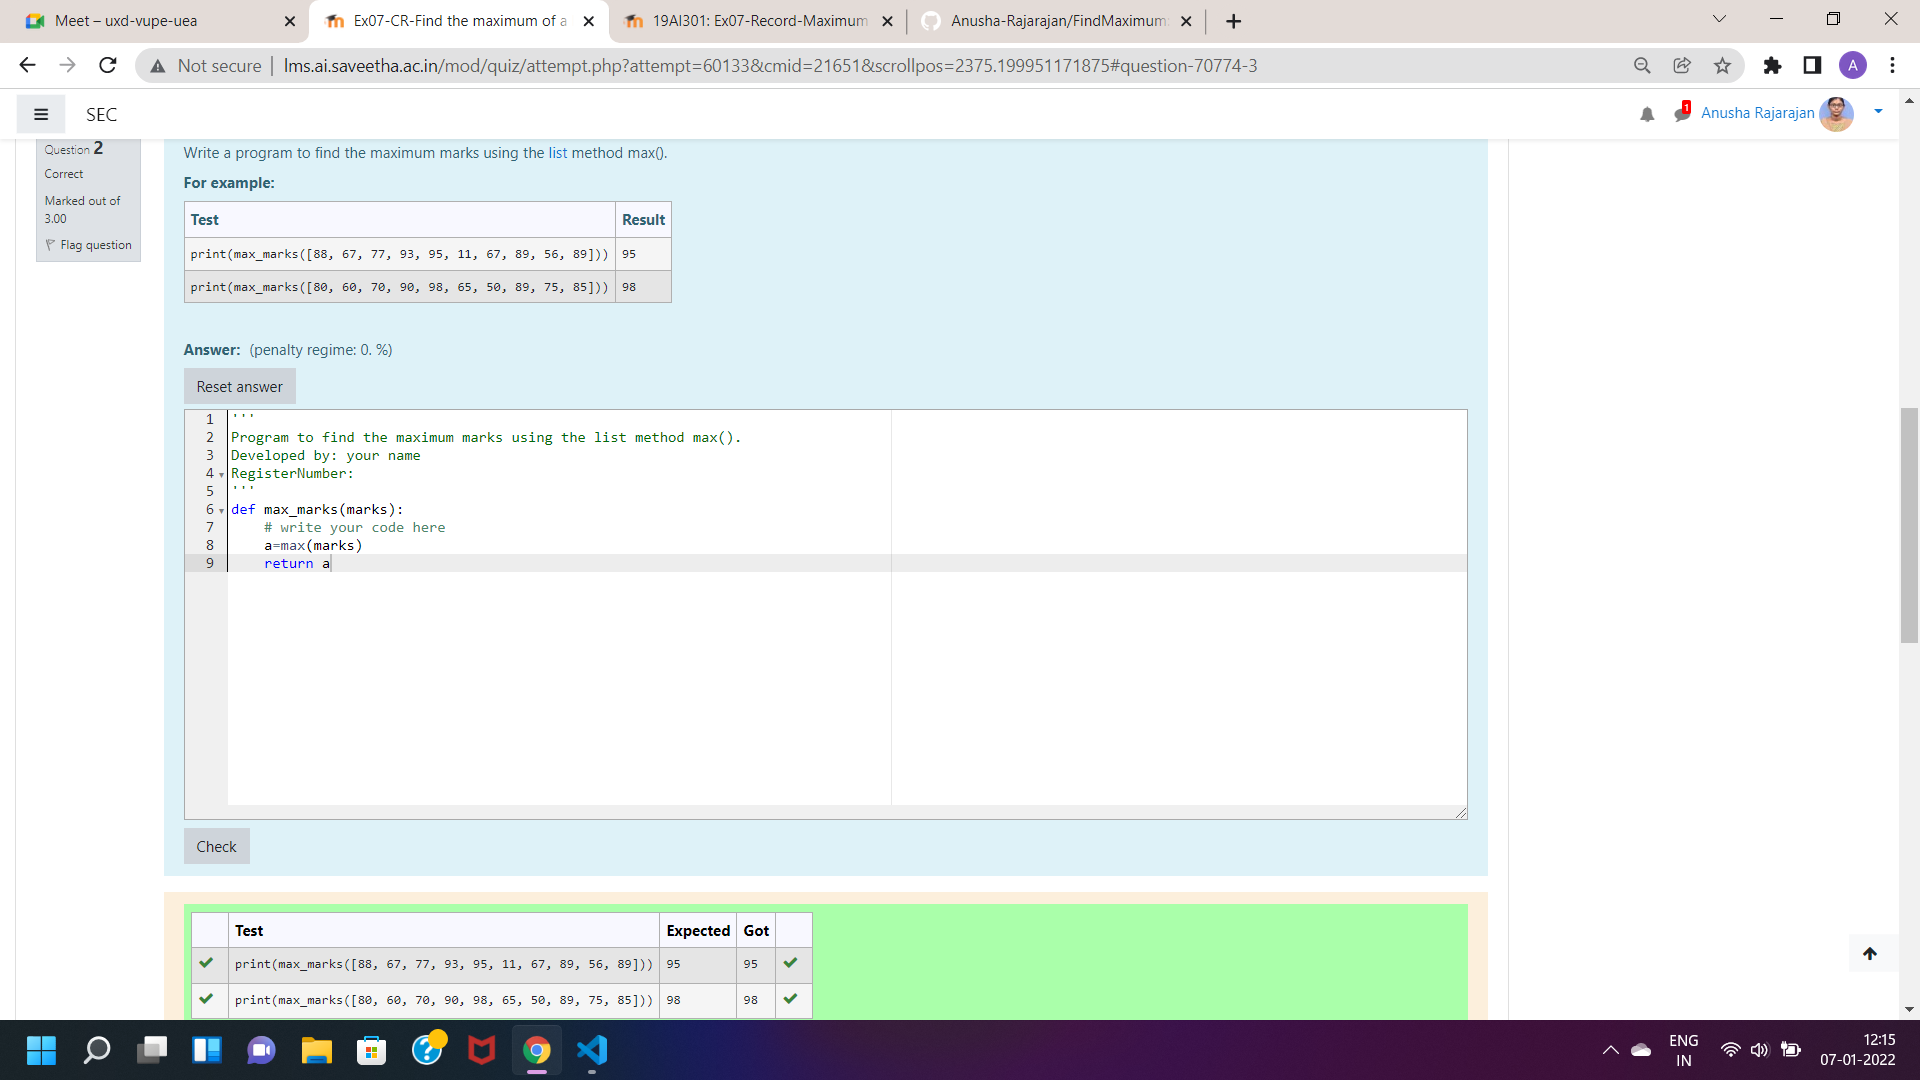 Meet – uxd-vupe-uea
Ex07-CR-Find the maximum of a
19AI301: Ex07-Record-Maximum
Anusha-Rajarajan/FindMaximum
Not secure
lms.ai.saveetha.ac.in/mod/quiz/attempt.php?attempt=60133&cmid=21651&scrollpos=2375.199951171875#question-70774-3
A
SEC
1
Anusha Rajarajan
Question 2
Correct
Marked out of
3.00
Flag question
Write a program to find the maximum marks using the list method max().
For example:
Test Result
print(max_marks([88, 67, 77, 93, 95, 11, 67, 89, 56, 89])) 95
print(max_marks([80, 60, 70, 90, 98, 65, 50, 89, 75, 85])) 98
Answer: (penalty regime: 0. %)
Reset answer
1 '''
2 Program to find the maximum marks using the list method max().
3 Developed by: your name
4 RegisterNumber:
5 '''
6 def max_marks(marks):
7 # write your code here
8 a=max(marks)
9 return a
Check
Test Expected Got
print(max_marks([88, 67, 77, 93, 95, 11, 67, 89, 56, 89])) 95 95
print(max_marks([80, 60, 70, 90, 98, 65, 50, 89, 75, 85])) 98 98
ENG
IN
12:15
07-01-2022